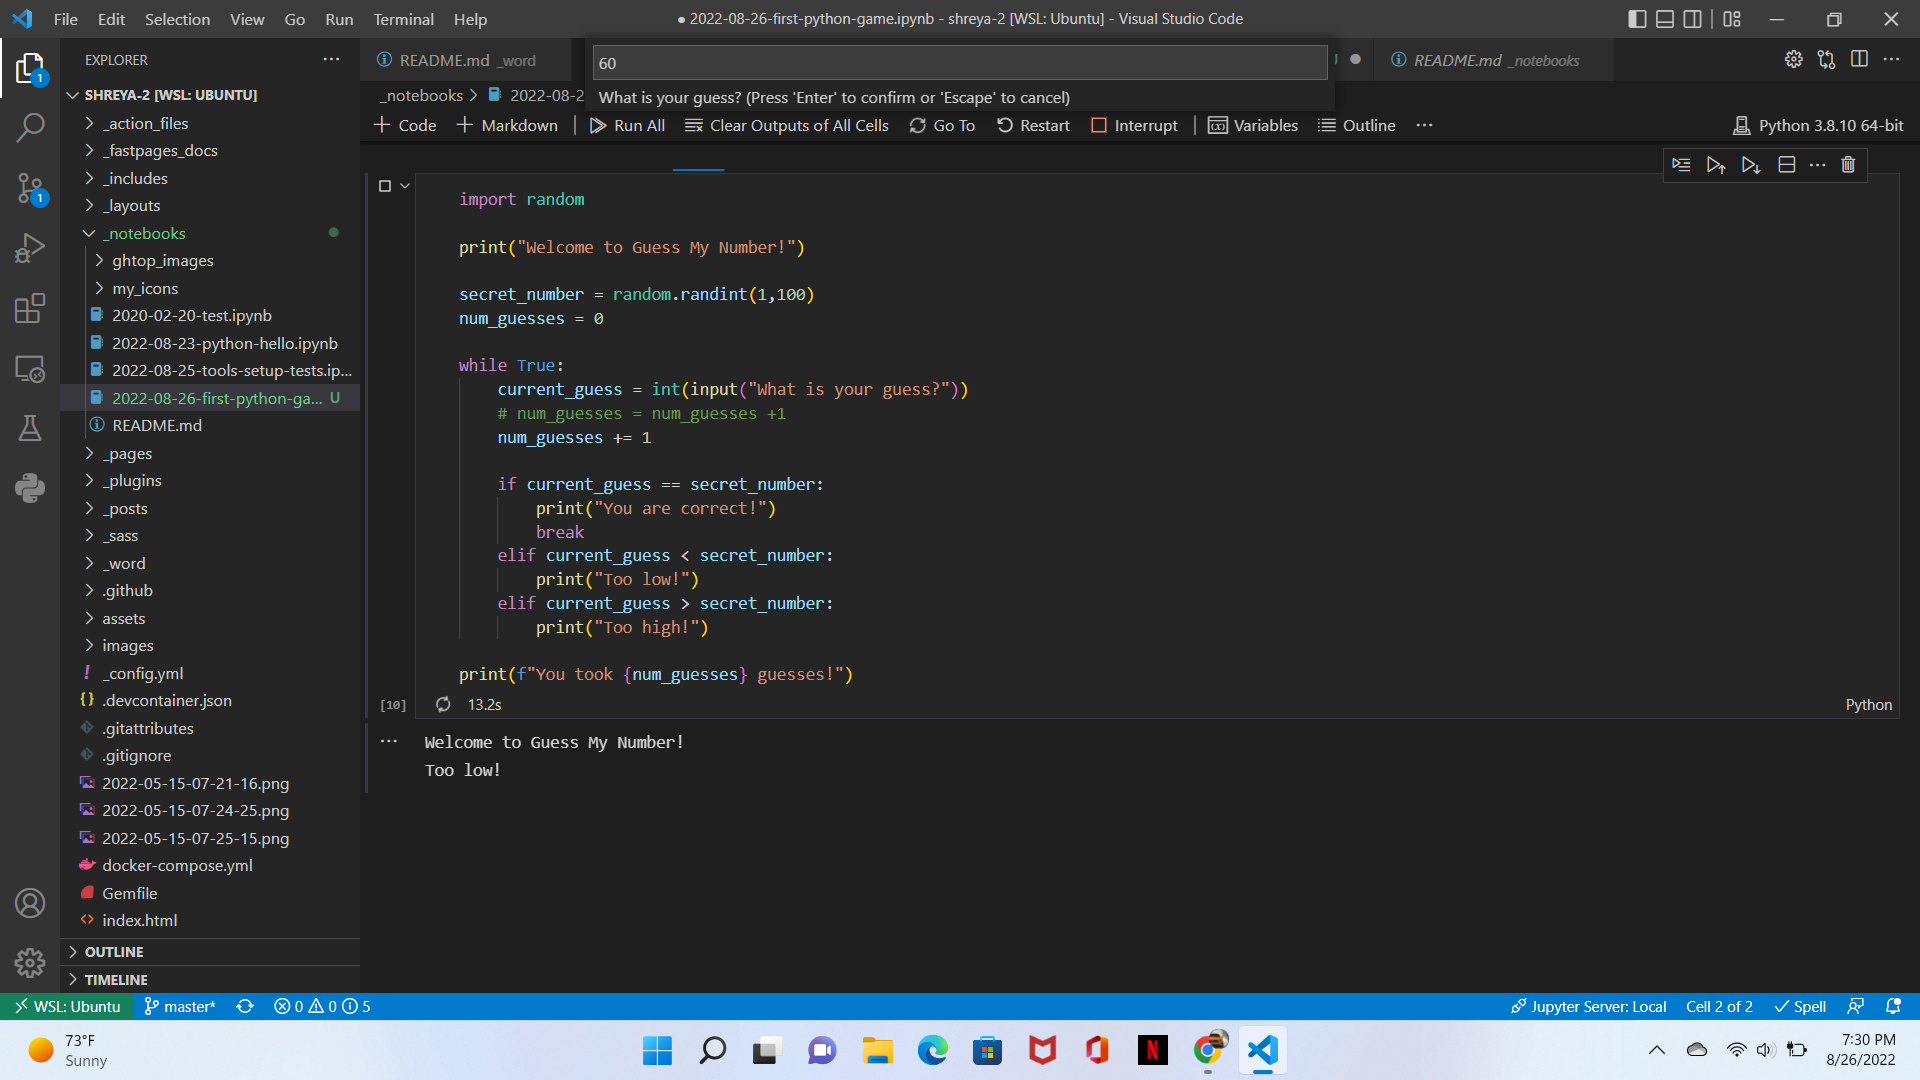 File Edit Selection View Go Run Terminal Help
● 2022-08-26-first-python-game.ipynb - shreya-2 [WSL: Ubuntu] - Visual Studio Code
EXPLORER
README.md _word
60
README.md _notebooks
SHREYA-2 [WSL: UBUNTU]
_notebooks > 2022-08-2
What is your guess? (Press 'Enter' to confirm or 'Escape' to cancel)
+ Code + Markdown Run All Clear Outputs of All Cells Go To Restart Interrupt Variables Outline ... Python 3.8.10 64-bit
_action_files
_fastpages_docs
_includes
_layouts
_notebooks
ghtop_images
my_icons
2020-02-20-test.ipynb
2022-08-23-python-hello.ipynb
2022-08-25-tools-setup-tests.ip...
2022-08-26-first-python-ga... U
README.md
_pages
_plugins
_posts
_sass
_word
.github
assets
images
_config.yml
.devcontainer.json
.gitattributes
.gitignore
2022-05-15-07-21-16.png
2022-05-15-07-24-25.png
2022-05-15-07-25-15.png
docker-compose.yml
Gemfile
index.html
OUTLINE
TIMELINE
import random
print("Welcome to Guess My Number!")
secret_number = random.randint(1,100)
num_guesses = 0
while True:
current_guess = int(input("What is your guess?"))
# num_guesses = num_guesses +1
num_guesses += 1
if current_guess == secret_number:
print("You are correct!")
break
elif current_guess < secret_number:
print("Too low!")
elif current_guess > secret_number:
print("Too high!")
print(f"You took {num_guesses} guesses!")
[10] 13.2s Python
Welcome to Guess My Number!
Too low!
WSL: Ubuntu master* 0 0 5 Jupyter Server: Local Cell 2 of 2 Spell
73°F
Sunny
7:30 PM
8/26/2022
1
1